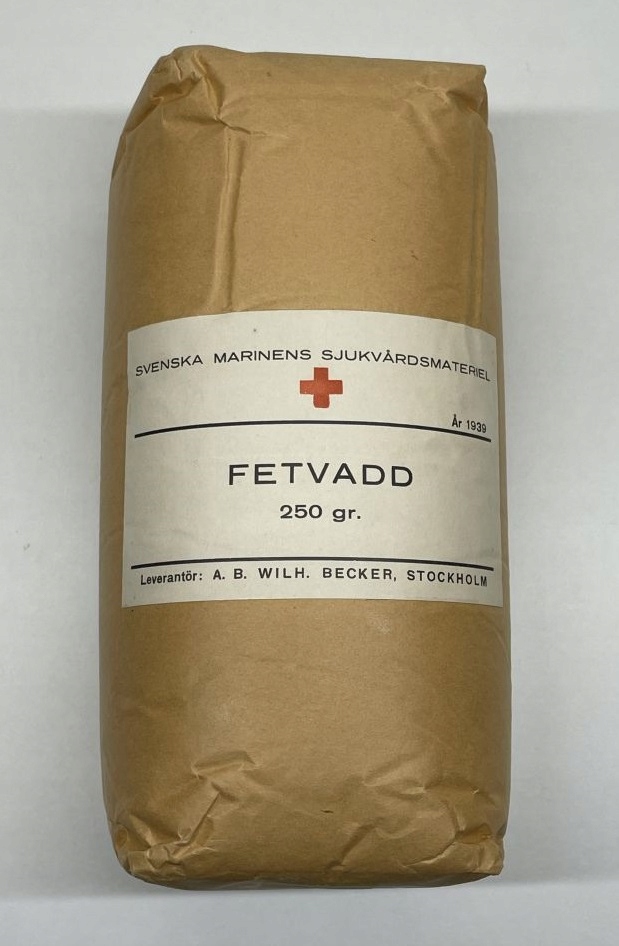 SVENSKA MARINENS SJUKVÅRDSMATERIEL
År 1939
FETVADD
250 gr.
Leverantör: A. B. WILH. BECKER, STOCKHOLM